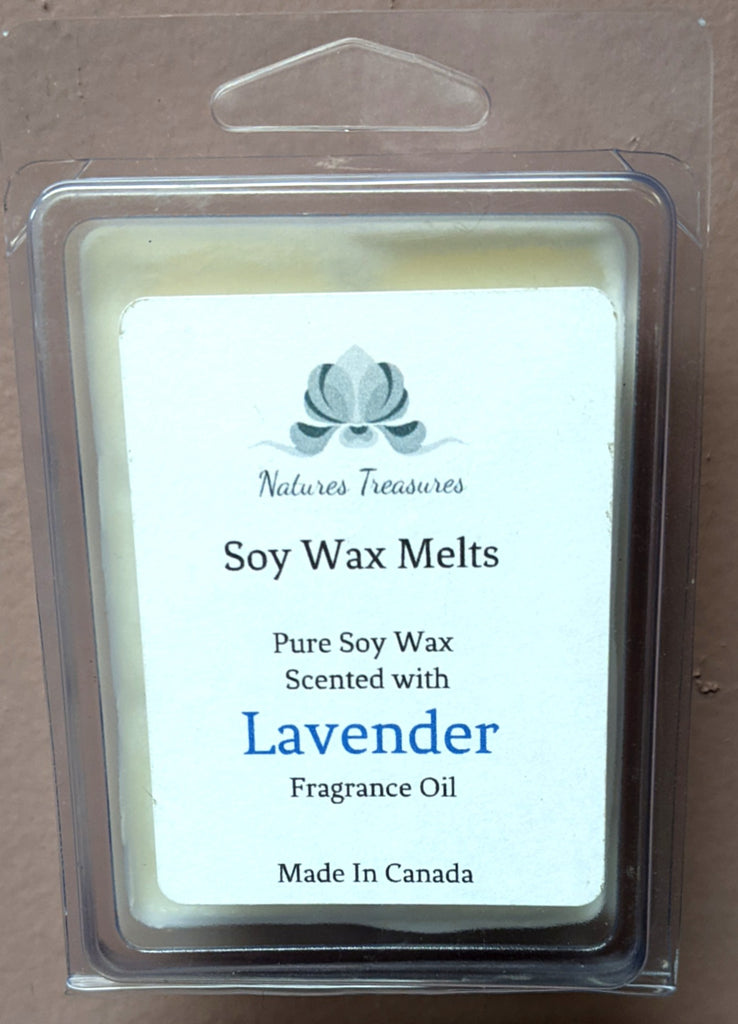 Natures Treasures
Soy Wax Melts
Pure Soy Wax
Scented with
Lavender
Fragrance Oil
Made In Canada